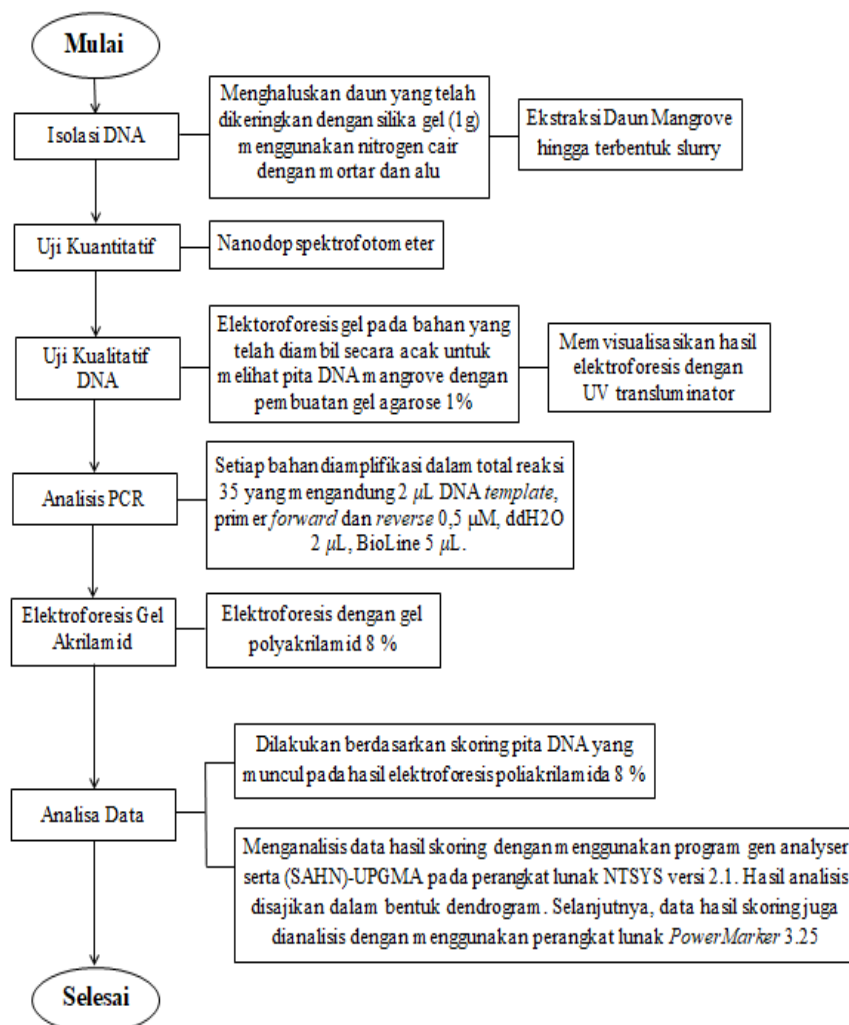 Mulai
Isolasi DNA
Menghaluskan daun yang telah
dikeringkan dengan silika gel (1g)
menggunakan nitrogen cair
dengan mortar dan alu
Ekstraksi Daun Mangrove
hingga terbentuk slurry
Uji Kuantitatif
Nanodop spektrofotometer
Uji Kualitatif
DNA
Elektoroforesis gel pada bahan yang
telah diambil secara acak untuk
melihat pita DNA mangrove dengan
pembuatan gel agarose 1%
Memvisualisasikan hasil
elektroforesis dengan
UV transluminator
Analisis PCR
Setiap bahan diamplifikasi dalam total reaksi
35 yang mengandung 2 µL DNA template,
primer forward dan reverse 0,5 µM, ddH2O
2 µL, BioLine 5 µL.
Elektroforesis Gel
Akrilamid
Elektroforesis dengan gel
polyakrilamid 8 %
Analisa Data
Dilakukan berdasarkan skoring pita DNA yang
muncul pada hasil elektroforesis poliakrilamida 8 %
Menganalisis data hasil skoring dengan menggunakan program gen analyser
serta (SAHN)-UPGMA pada perangkat lunak NTSYS versi 2.1. Hasil analisis
disajikan dalam bentuk dendrogram. Selanjutnya, data hasil skoring juga
dianalisis dengan menggunakan perangkat lunak PowerMarker 3.25
Selesai